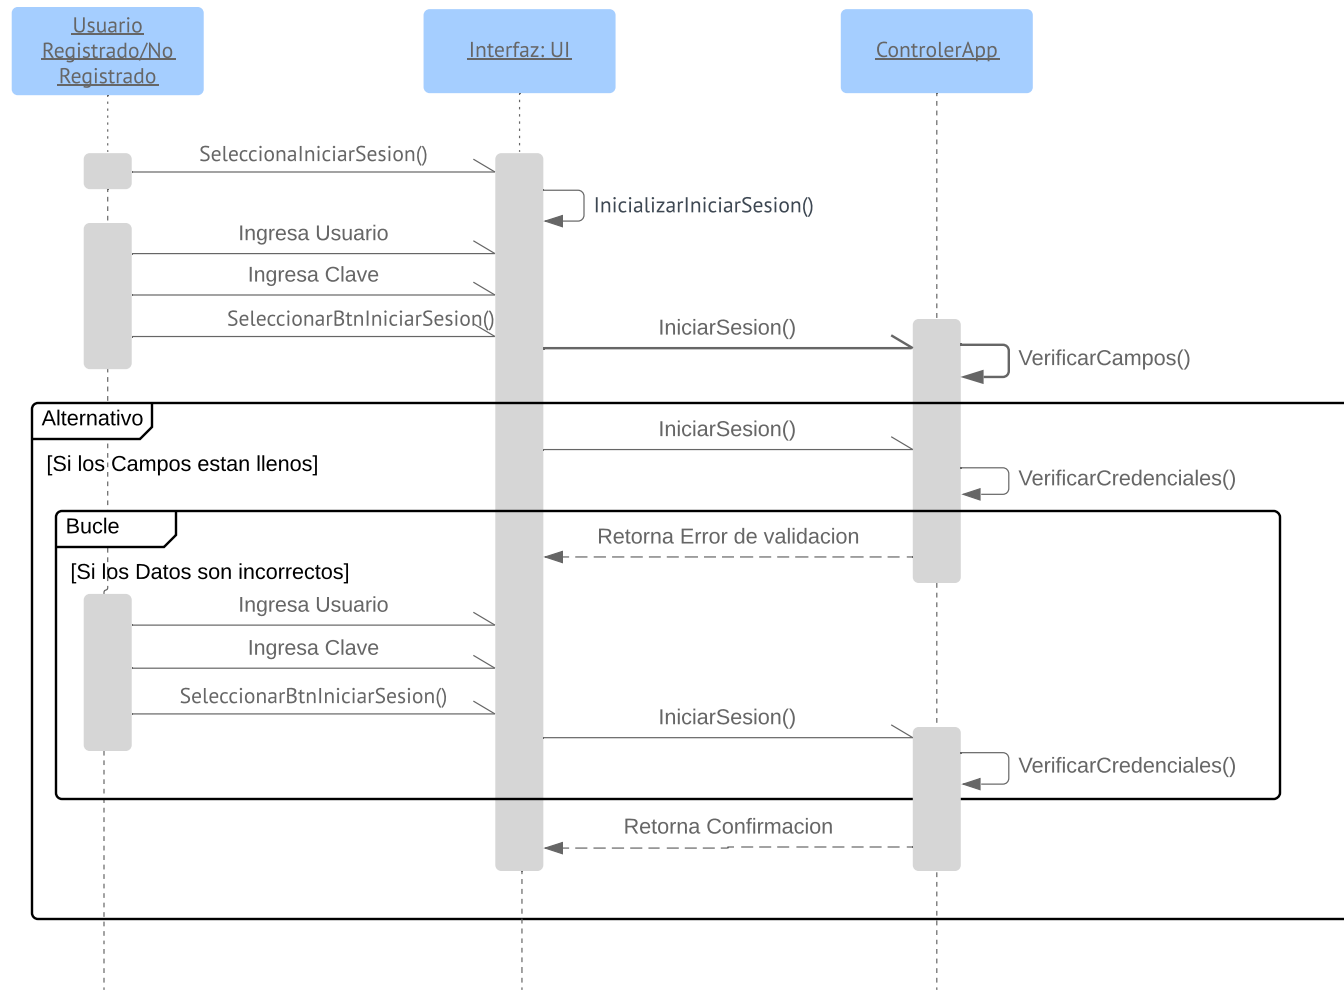 Usuario
Registrado/No
Registrado
Interfaz: UI
ControlerApp
SeleccionaIniciarSesion()
InicializarIniciarSesion()
Ingresa Usuario
Ingresa Clave
SeleccionarBtnIniciarSesion()
IniciarSesion()
VerificarCampos()
Alternativo
IniciarSesion()
[Si los Campos estan llenos]
VerificarCredenciales()
Bucle
Retorna Error de validacion
[Si los Datos son incorrectos]
Ingresa Usuario
Ingresa Clave
SeleccionarBtnIniciarSesion()
IniciarSesion()
VerificarCredenciales()
Retorna Confirmacion